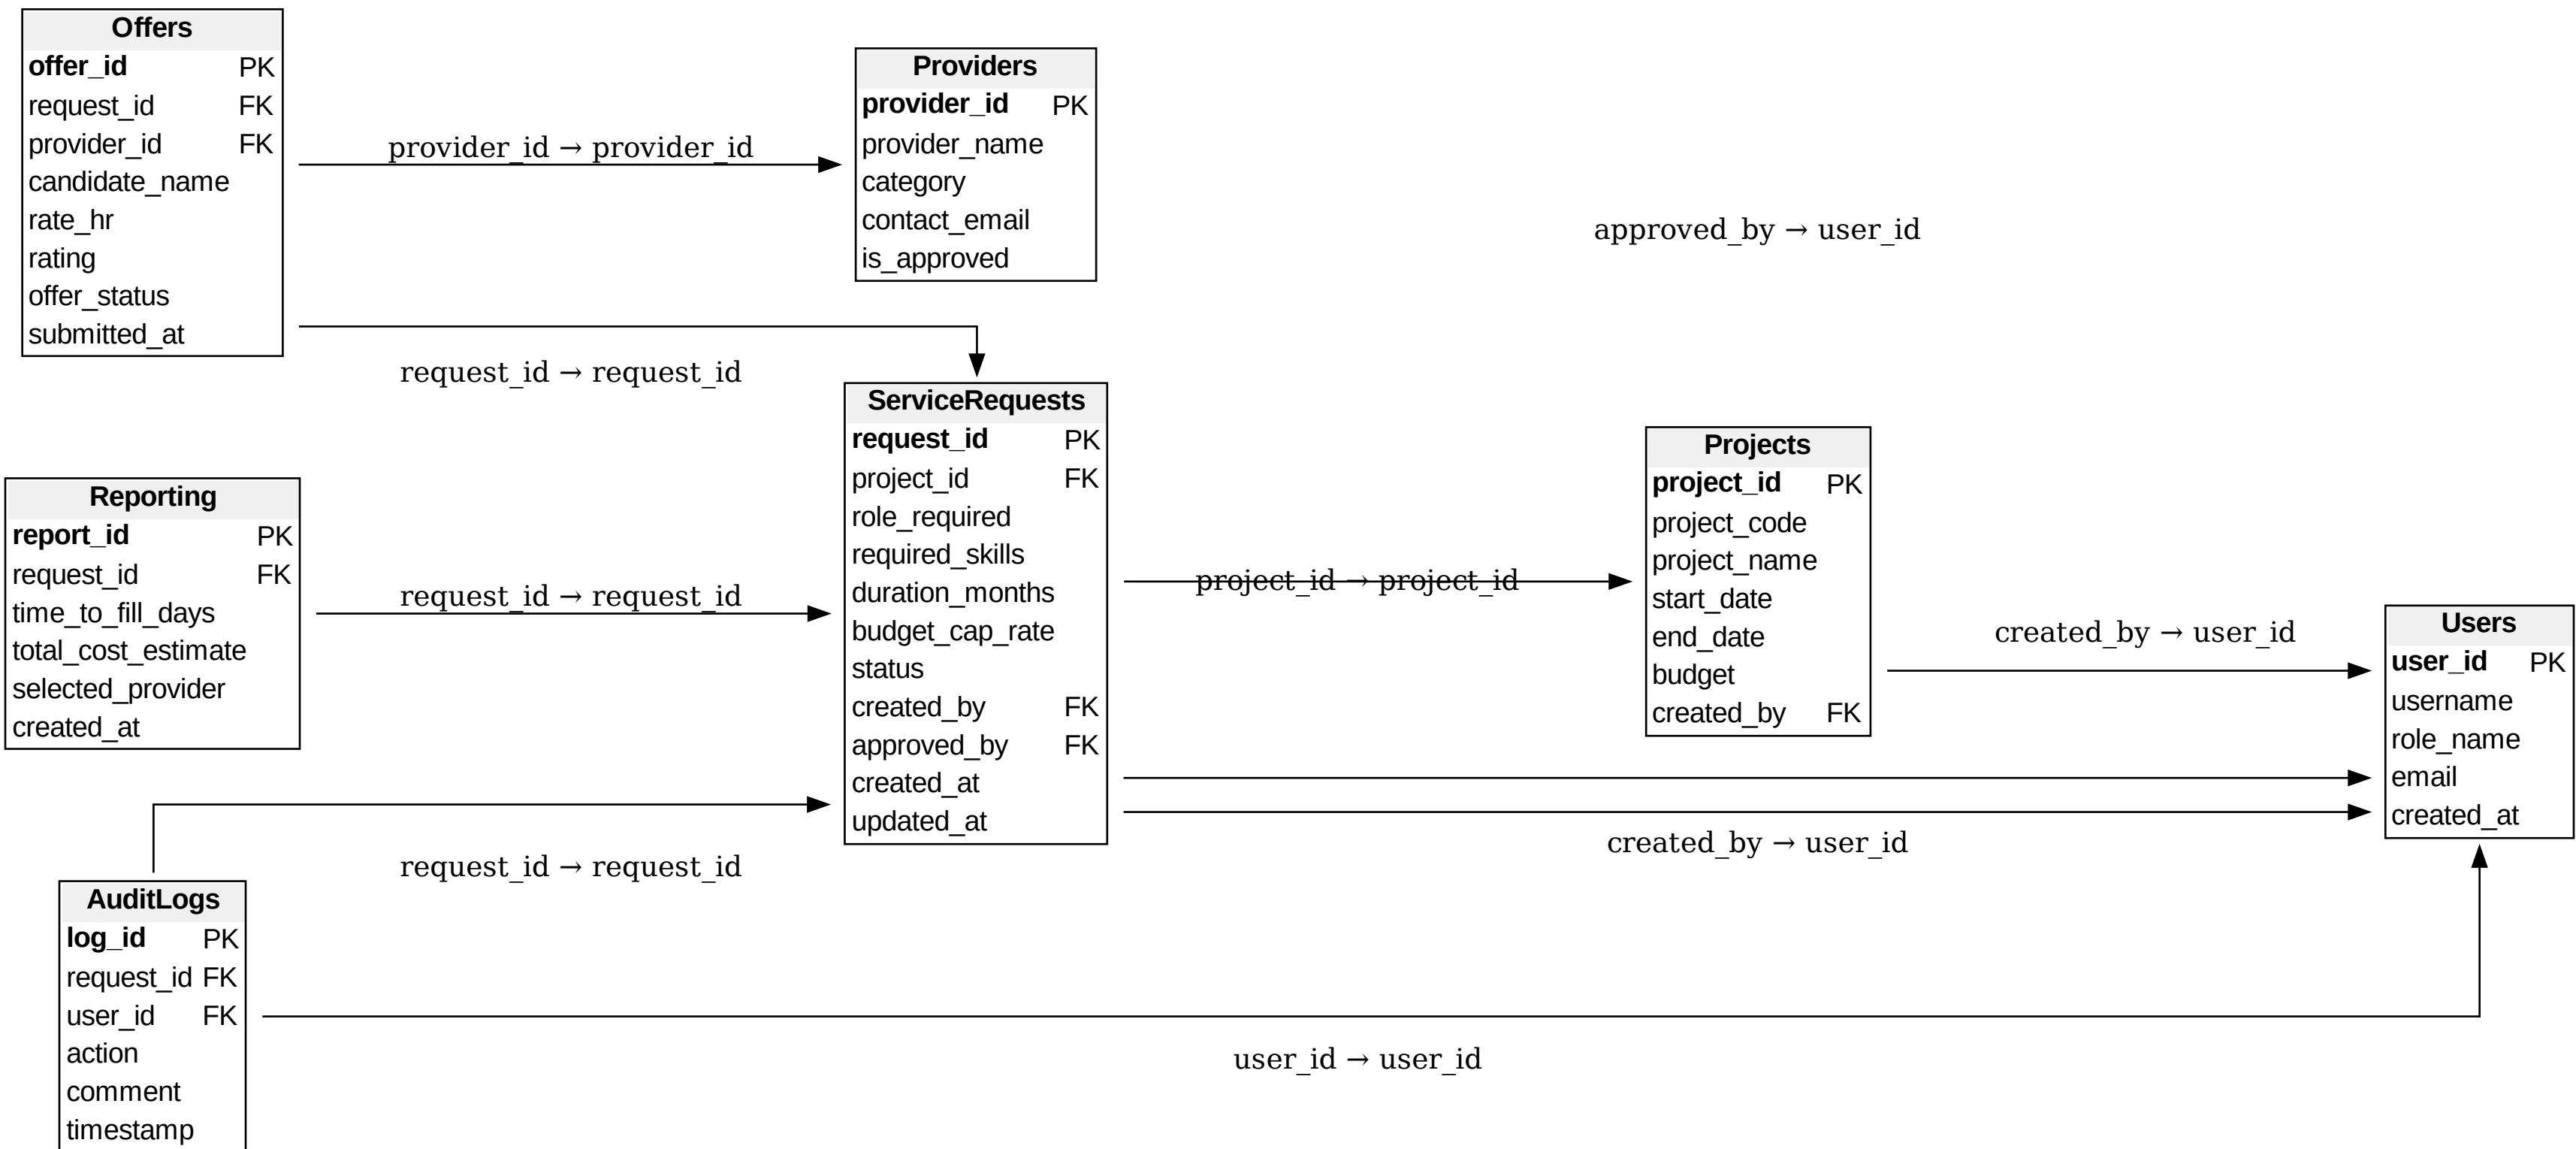 Offers
offer_id PK
request_id FK
provider_id FK
candidate_name
rate_hr
rating
offer_status
submitted_at
provider_id → provider_id
Providers
provider_id PK
provider_name
category
contact_email
is_approved
approved_by → user_id
request_id → request_id
ServiceRequests
request_id PK
project_id FK
role_required
required_skills
duration_months
budget_cap_rate
status
created_by FK
approved_by FK
created_at
updated_at
Reporting
report_id PK
request_id FK
time_to_fill_days
total_cost_estimate
selected_provider
created_at
request_id → request_id
project_id → project_id
Projects
project_id PK
project_code
project_name
start_date
end_date
budget
created_by FK
created_by → user_id
Users
user_id PK
username
role_name
email
created_at
created_by → user_id
request_id → request_id
AuditLogs
log_id PK
request_id FK
user_id FK
action
comment
timestamp
user_id → user_id